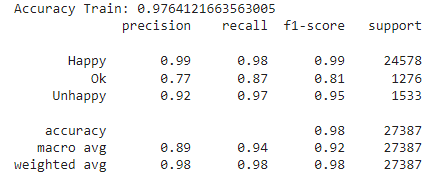 Accuracy Train: 0.9764121663563005
precision recall f1-score support
Happy 0.99 0.98 0.99 24578
Ok 0.77 0.87 0.81 1276
Unhappy 0.92 0.97 0.95 1533
accuracy 0.98 27387
macro avg 0.89 0.94 0.92 27387
weighted avg 0.98 0.98 0.98 27387